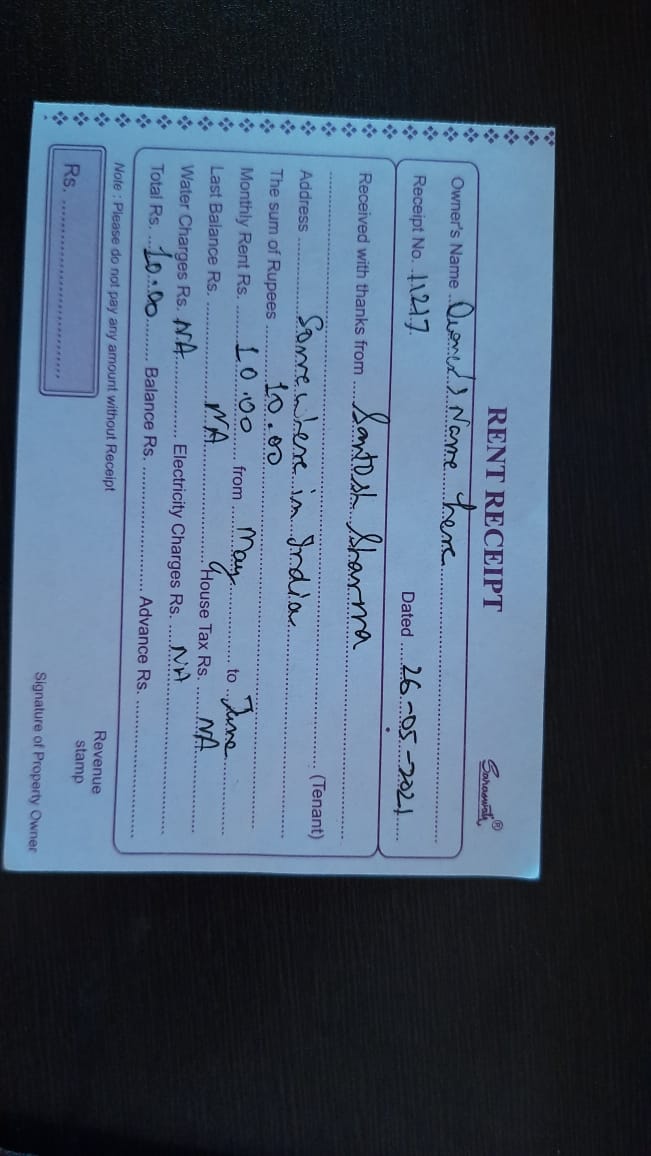 RENT RECEIPT
Saraswati®
Owner's Name Owner's Name here
Receipt No. 11217 Dated 26-05-2021
Received with thanks from Santosh Sharma
(Tenant)
Address Somewhere in India
The sum of Rupees 10.00
Monthly Rent Rs. 10.00 from May to June
Last Balance Rs. NA House Tax Rs. NA
Water Charges Rs. NA Electricity Charges Rs. NA
Total Rs. 10.00 Balance Rs. Advance Rs.
Note : Please do not pay any amount without Receipt
Revenue
stamp
Rs.
Signature of Property Owner